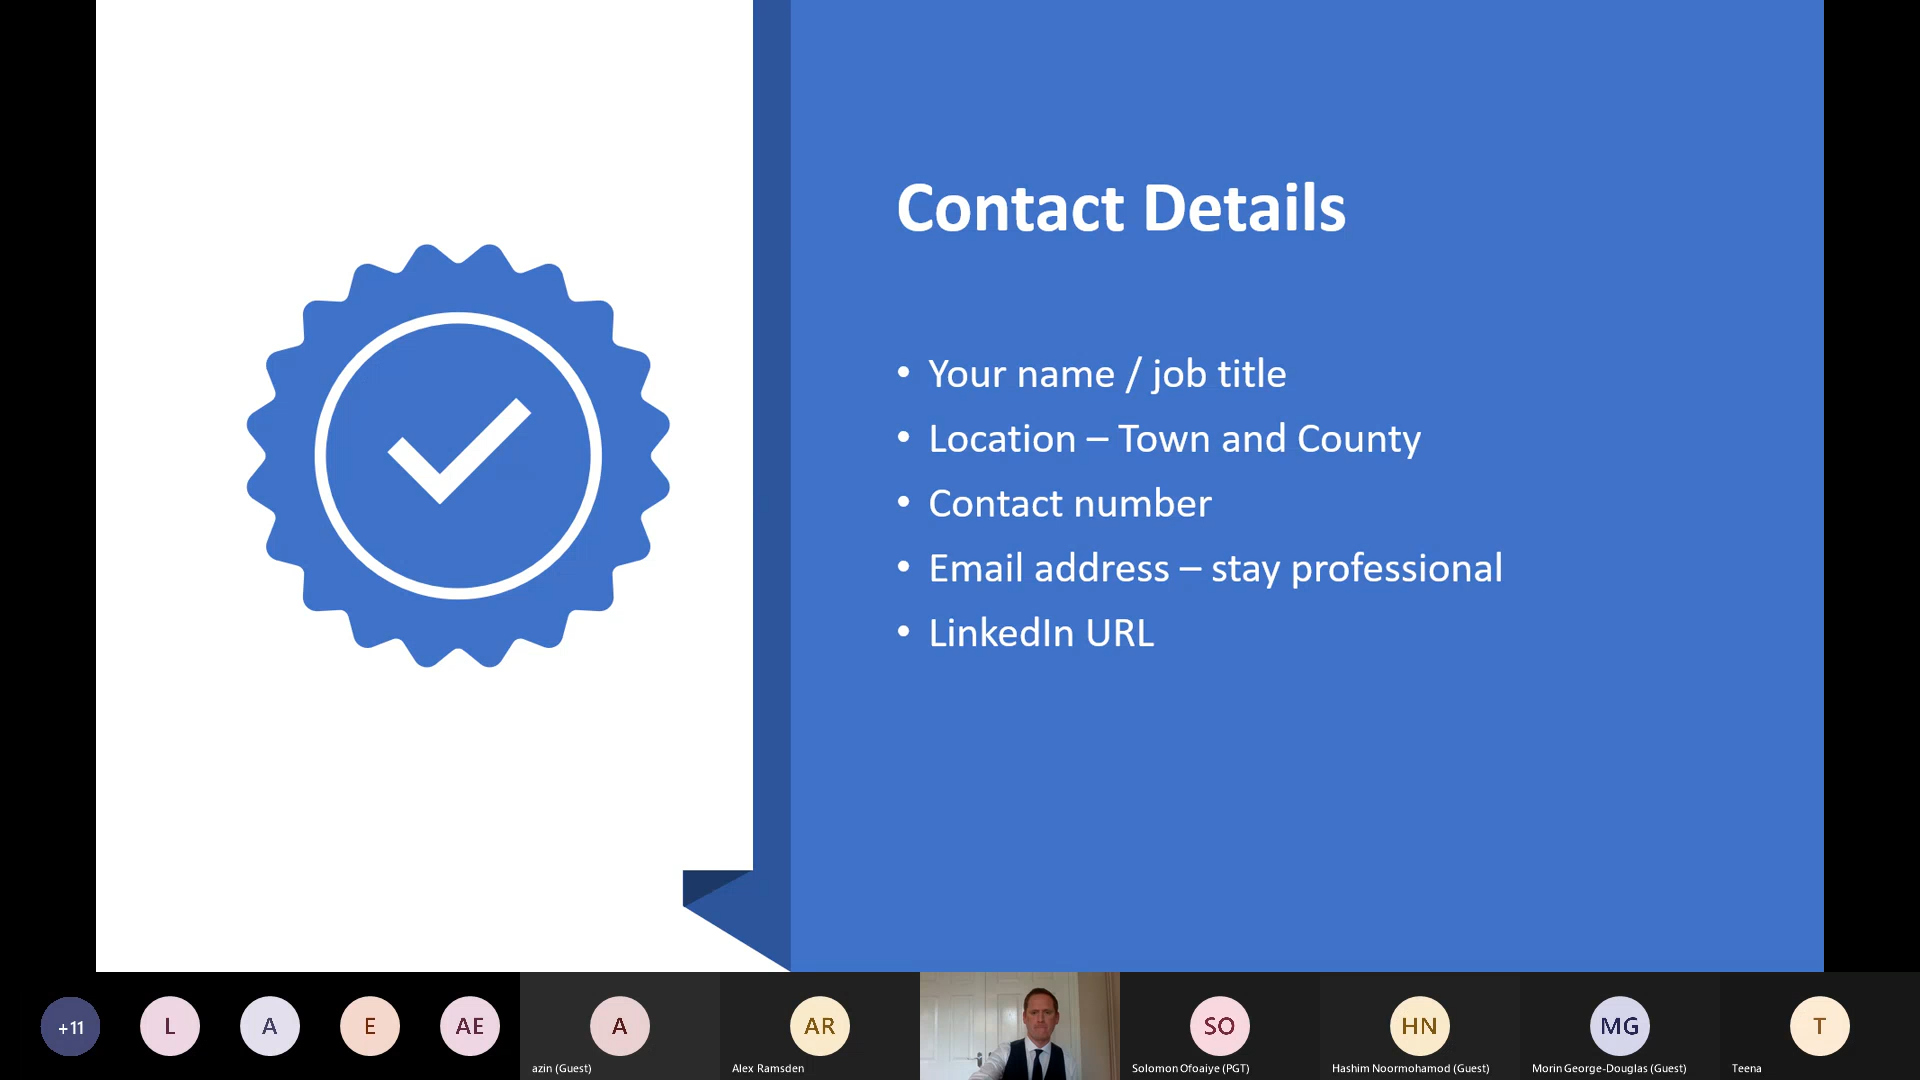 Contact Details
• Your name / job title
• Location – Town and County
• Contact number
• Email address – stay professional
• LinkedIn URL
+11
L
A
E
AE
A
AR
SO
HN
MG
T
azin (Guest)
Alex Ramsden
Solomon Ofoaiye (PGT)
Hashim Noormohamod (Guest)
Morin George-Douglas (Guest)
Teena